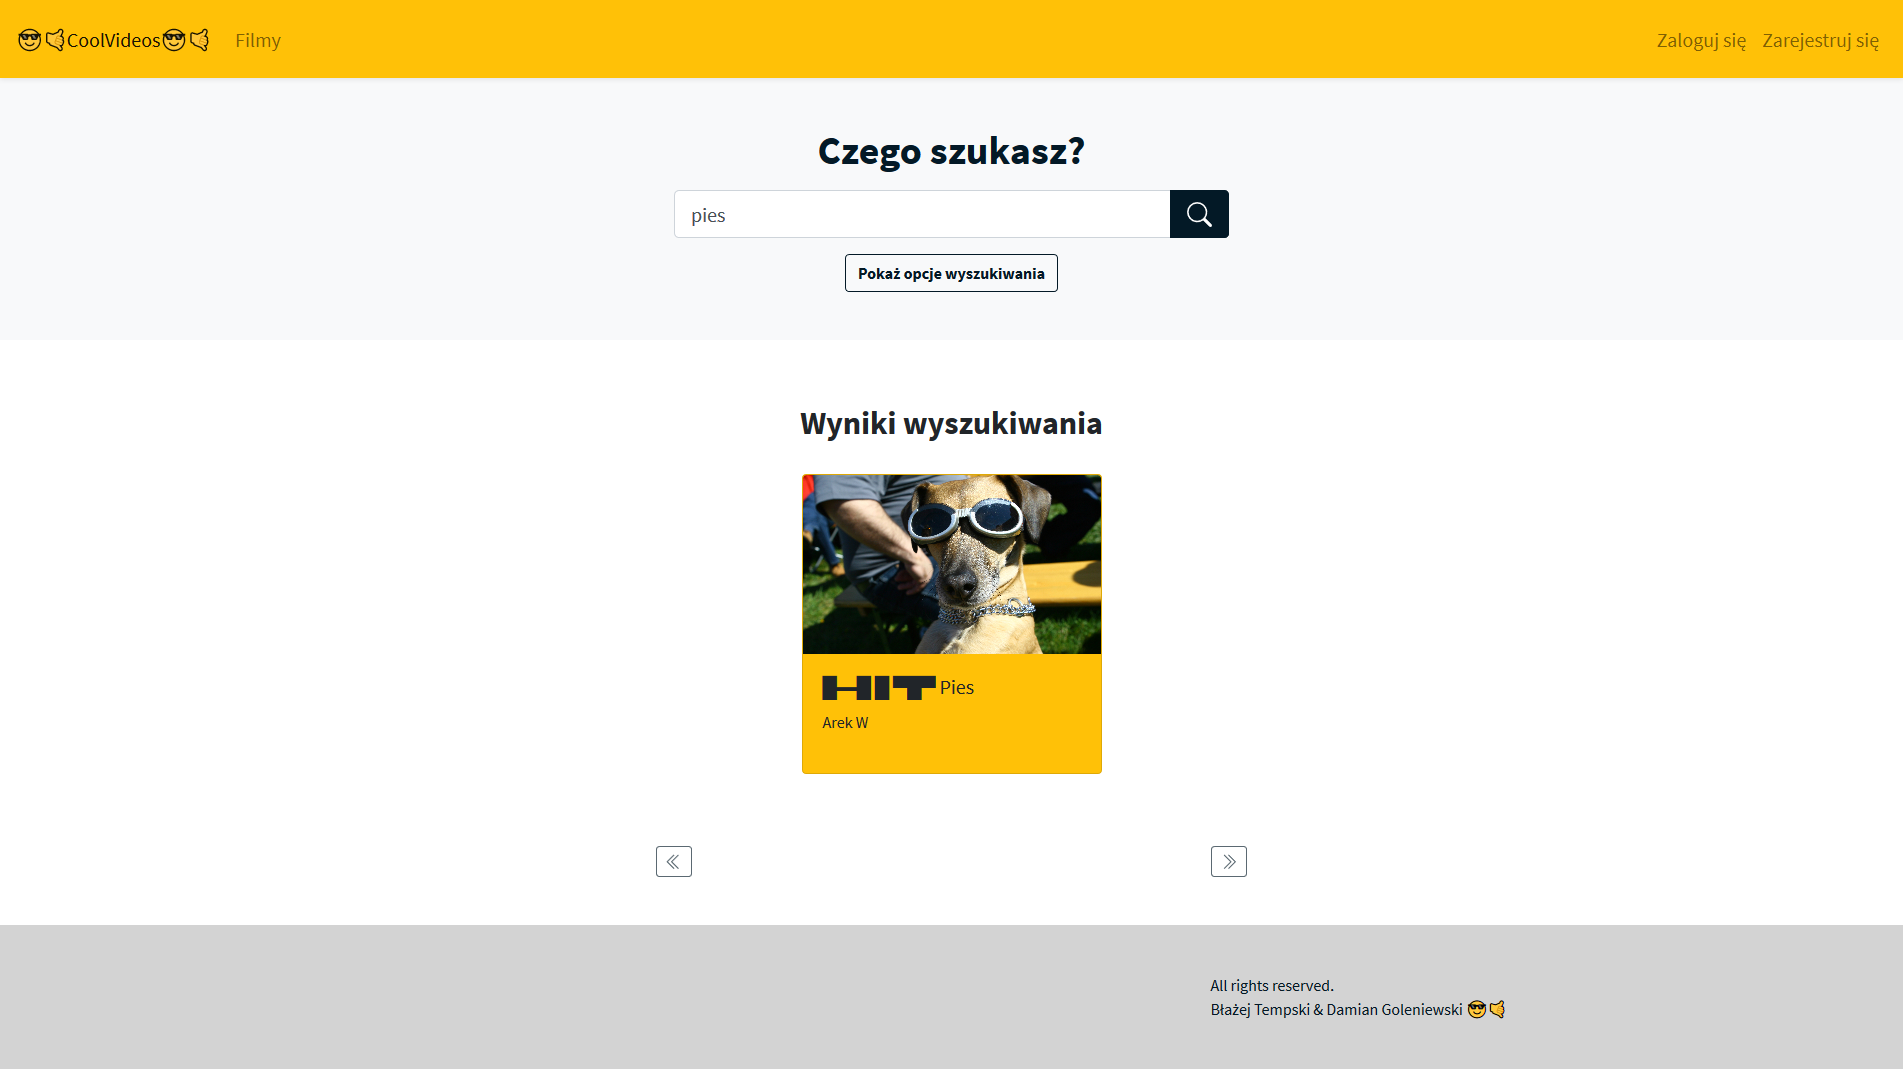 😎🤙CoolVideos😎🤙 Filmy Zaloguj się Zarejestruj się
Czego szukasz?
pies
Pokaż opcje wyszukiwania
Wyniki wyszukiwania
HIT Pies
Arek W
All rights reserved.
Błażej Tempski & Damian Goleniewski 😎🤙